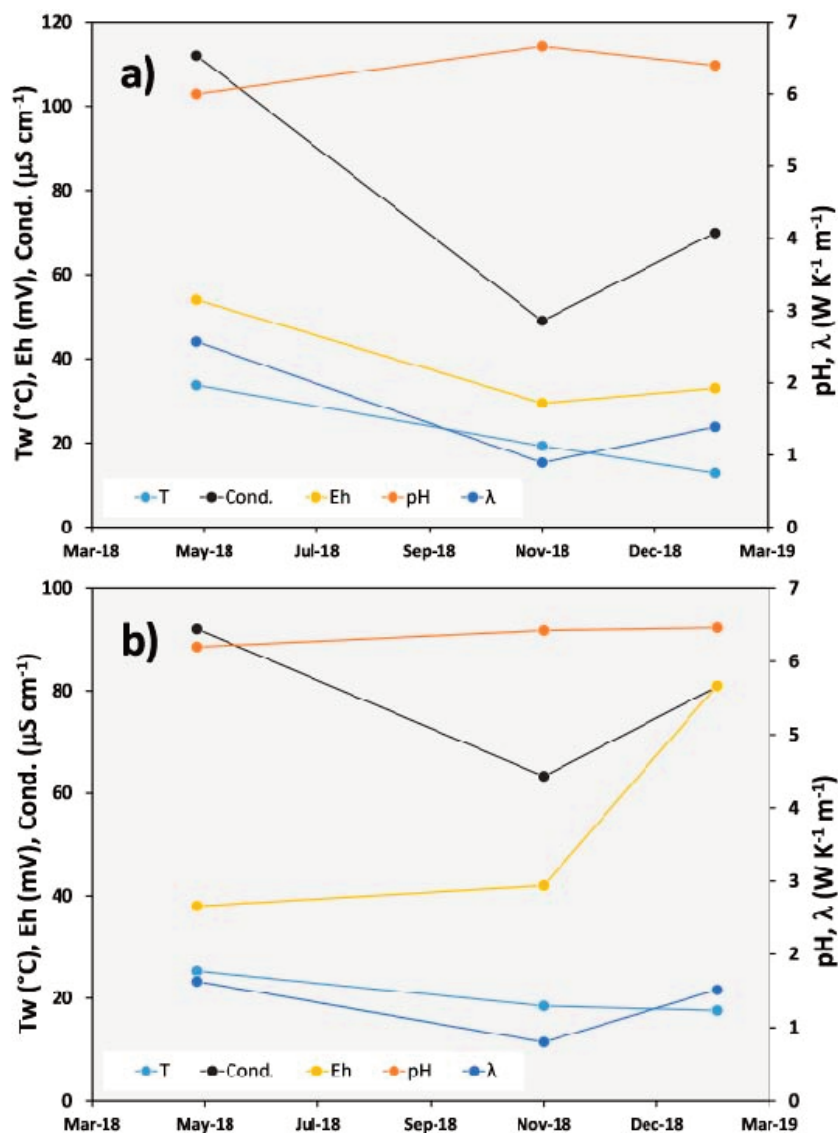 120
100
80
60
40
20
0
Tw (°C), Eh (mV), Cond. (μS cm⁻¹)
a)
7
6
5
4
3
2
1
0
pH, λ (W K⁻¹ m⁻¹)
T Cond. Eh pH λ
Mar-18 May-18 Jul-18 Sep-18 Nov-18 Dec-18 Mar-19
100
80
60
40
20
0
Tw (°C), Eh (mV), Cond. (μS cm⁻¹)
b)
7
6
5
4
3
2
1
0
pH, λ (W K⁻¹ m⁻¹)
T Cond. Eh pH λ
Mar-18 May-18 Jul-18 Sep-18 Nov-18 Dec-18 Mar-19